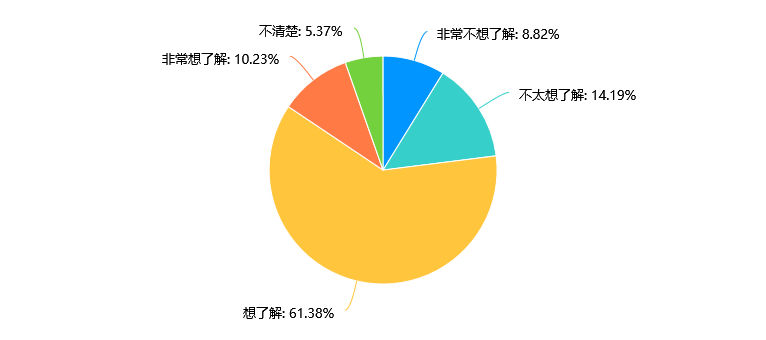 不清楚: 5.37%
非常不想了解: 8.82%
非常想了解: 10.23%
不太想了解: 14.19%
想了解: 61.38%